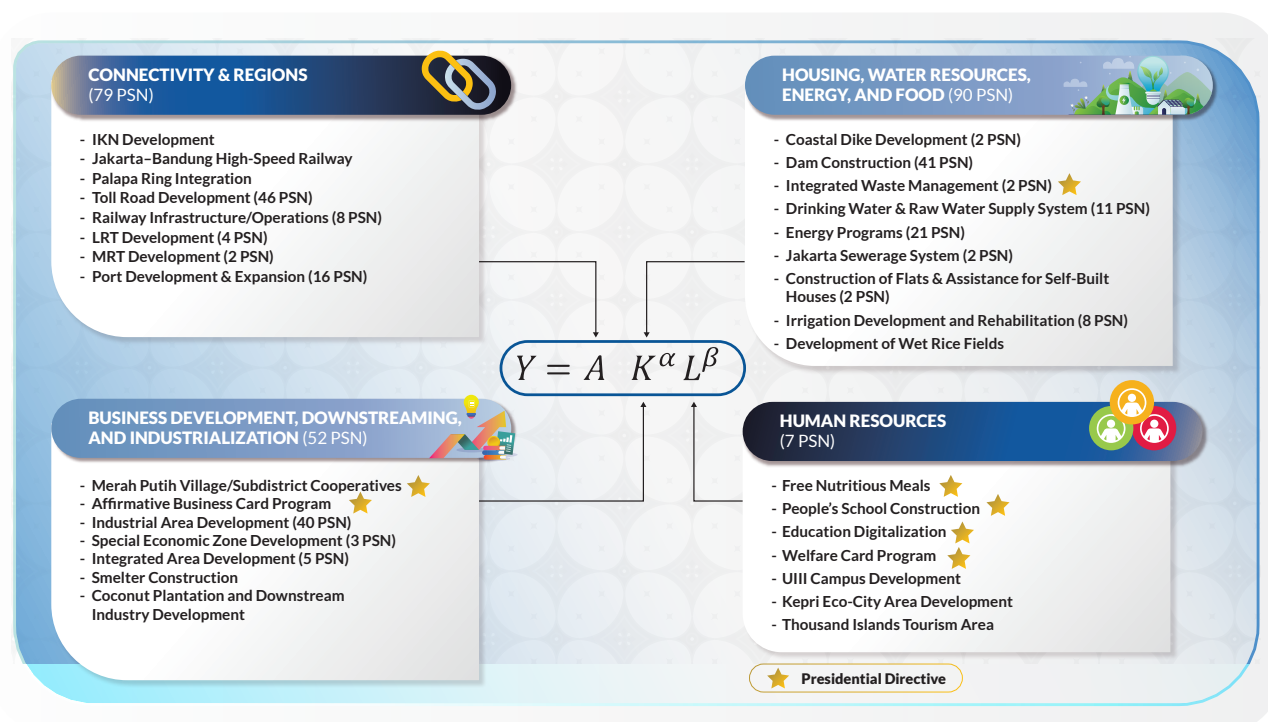 CONNECTIVITY & REGIONS
(79 PSN)
- IKN Development
- Jakarta–Bandung High-Speed Railway
- Palapa Ring Integration
- Toll Road Development (46 PSN)
- Railway Infrastructure/Operations (8 PSN)
- LRT Development (4 PSN)
- MRT Development (2 PSN)
- Port Development & Expansion (16 PSN)
HOUSING, WATER RESOURCES,
ENERGY, AND FOOD (90 PSN)
- Coastal Dike Development (2 PSN)
- Dam Construction (41 PSN)
- Integrated Waste Management (2 PSN)
- Drinking Water & Raw Water Supply System (11 PSN)
- Energy Programs (21 PSN)
- Jakarta Sewerage System (2 PSN)
- Construction of Flats & Assistance for Self-Built
Houses (2 PSN)
- Irrigation Development and Rehabilitation (8 PSN)
- Development of Wet Rice Fields
Y = A K^α L^β
BUSINESS DEVELOPMENT, DOWNSTREAMING,
AND INDUSTRIALIZATION (52 PSN)
- Merah Putih Village/Subdistrict Cooperatives
- Affirmative Business Card Program
- Industrial Area Development (40 PSN)
- Special Economic Zone Development (3 PSN)
- Integrated Area Development (5 PSN)
- Smelter Construction
- Coconut Plantation and Downstream
Industry Development
HUMAN RESOURCES
(7 PSN)
- Free Nutritious Meals
- People's School Construction
- Education Digitalization
- Welfare Card Program
- UIII Campus Development
- Kepri Eco-City Area Development
- Thousand Islands Tourism Area
Presidential Directive